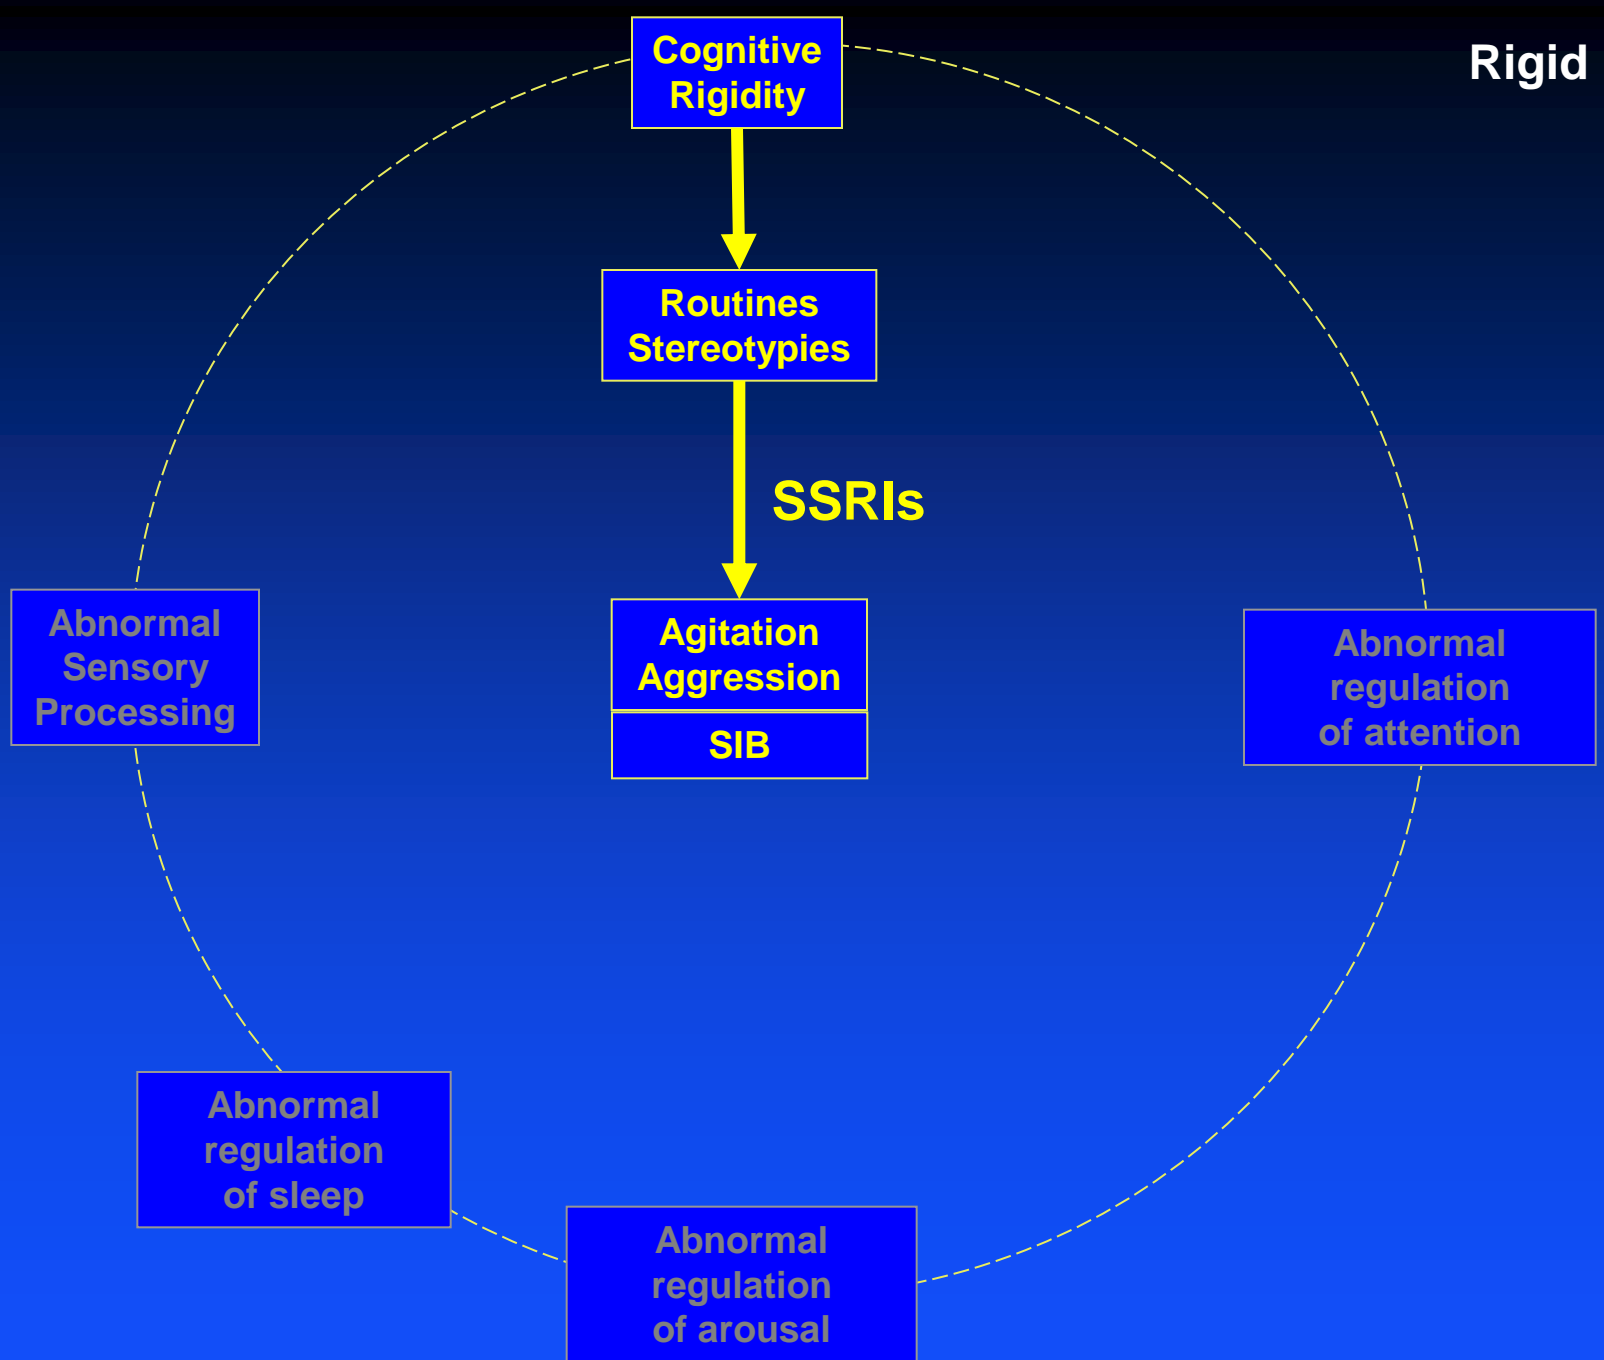 Cognitive
Rigidity
Rigid
Routines
Stereotypies
SSRIs
Abnormal
Sensory
Processing
Agitation
Aggression
SIB
Abnormal
regulation
of attention
Abnormal
regulation
of sleep
Abnormal
regulation
of arousal